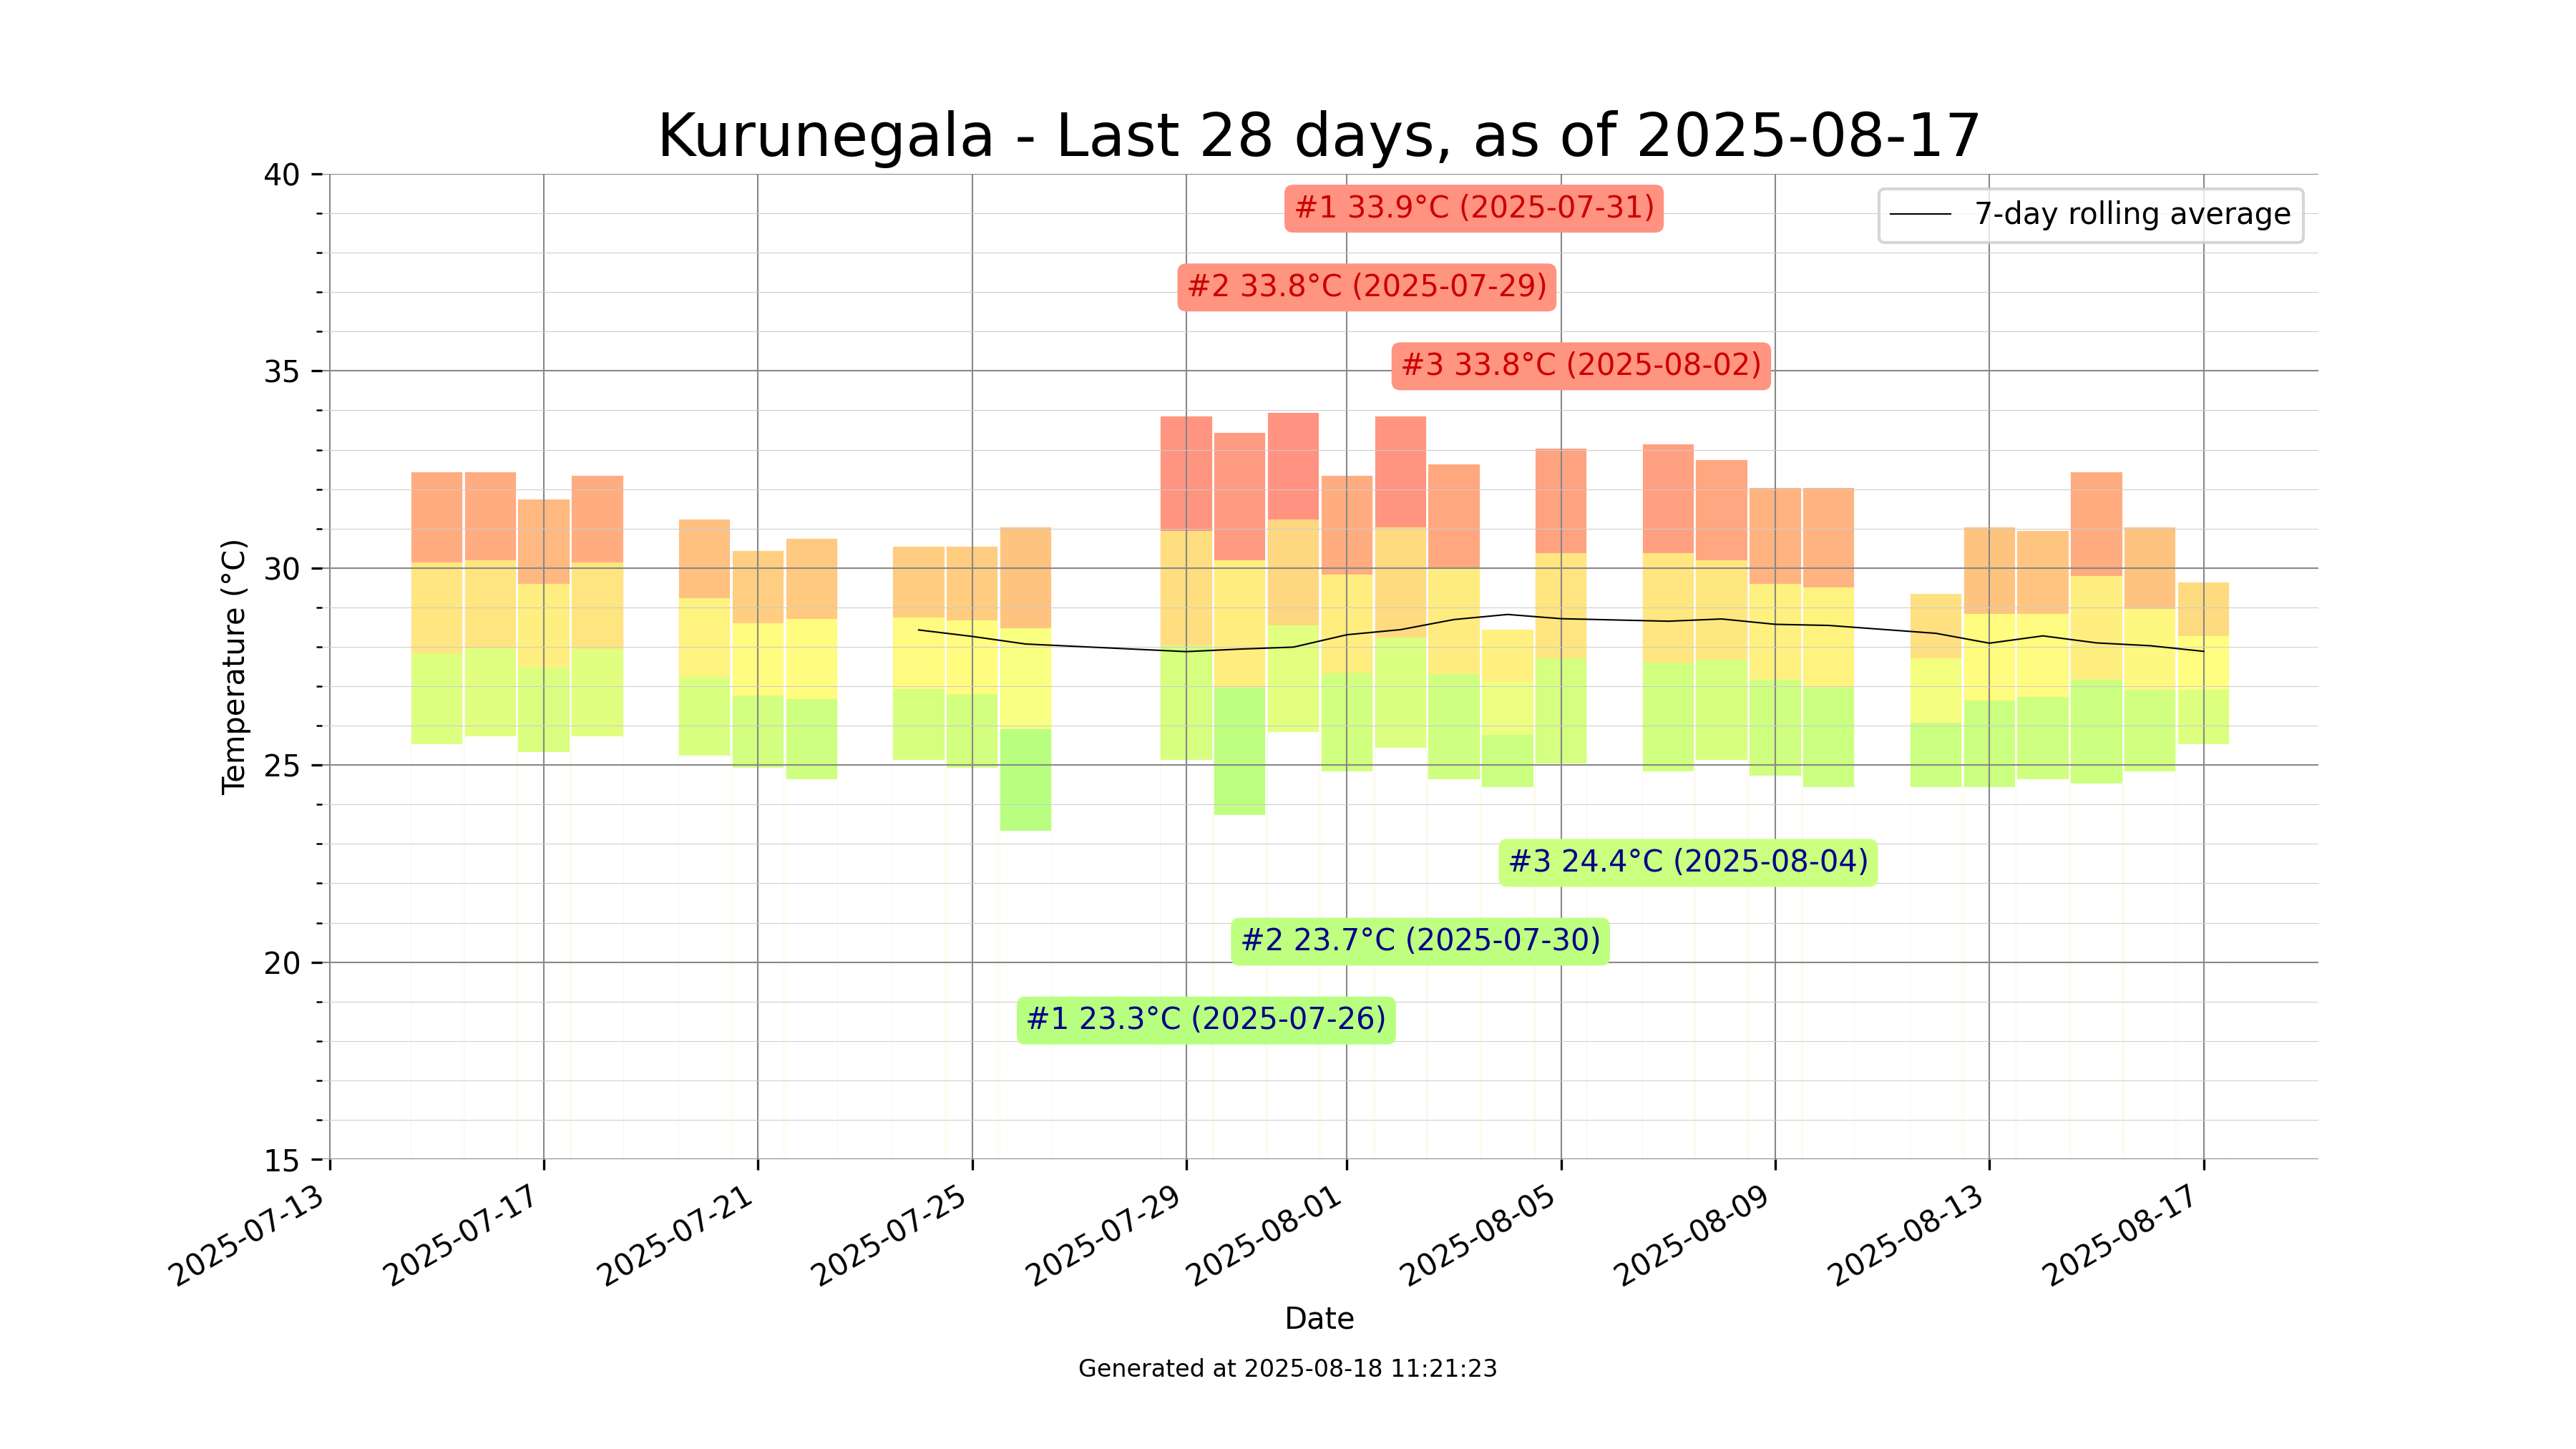 Kurunegala - Last 28 days, as of 2025-08-17
7-day rolling average
#1 33.9°C (2025-07-31)
#2 33.8°C (2025-07-29)
#3 33.8°C (2025-08-02)
#3 24.4°C (2025-08-04)
#2 23.7°C (2025-07-30)
#1 23.3°C (2025-07-26)
Temperature (°C)
40
35
30
25
20
15
2025-07-13
2025-07-17
2025-07-21
2025-07-25
2025-07-29
2025-08-01
2025-08-05
2025-08-09
2025-08-13
2025-08-17
Date
Generated at 2025-08-18 11:21:23